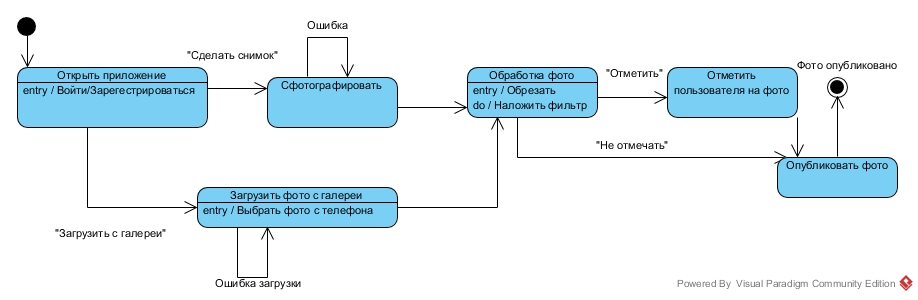 Ошибка
"Сделать снимок"
Открыть приложение
entry / Войти/Зарегестрироваться
Сфотографировать
Обработка фото
entry / Обрезать
do / Наложить фильтр
"Отметить"
Отметить
пользователя на фото
Фото опубликовано
"Не отмечать"
Опубликовать фото
Загрузить фото с галереи
entry / Выбрать фото с телефона
"Загрузить с галереи"
Ошибка загрузки
Powered By Visual Paradigm Community Edition